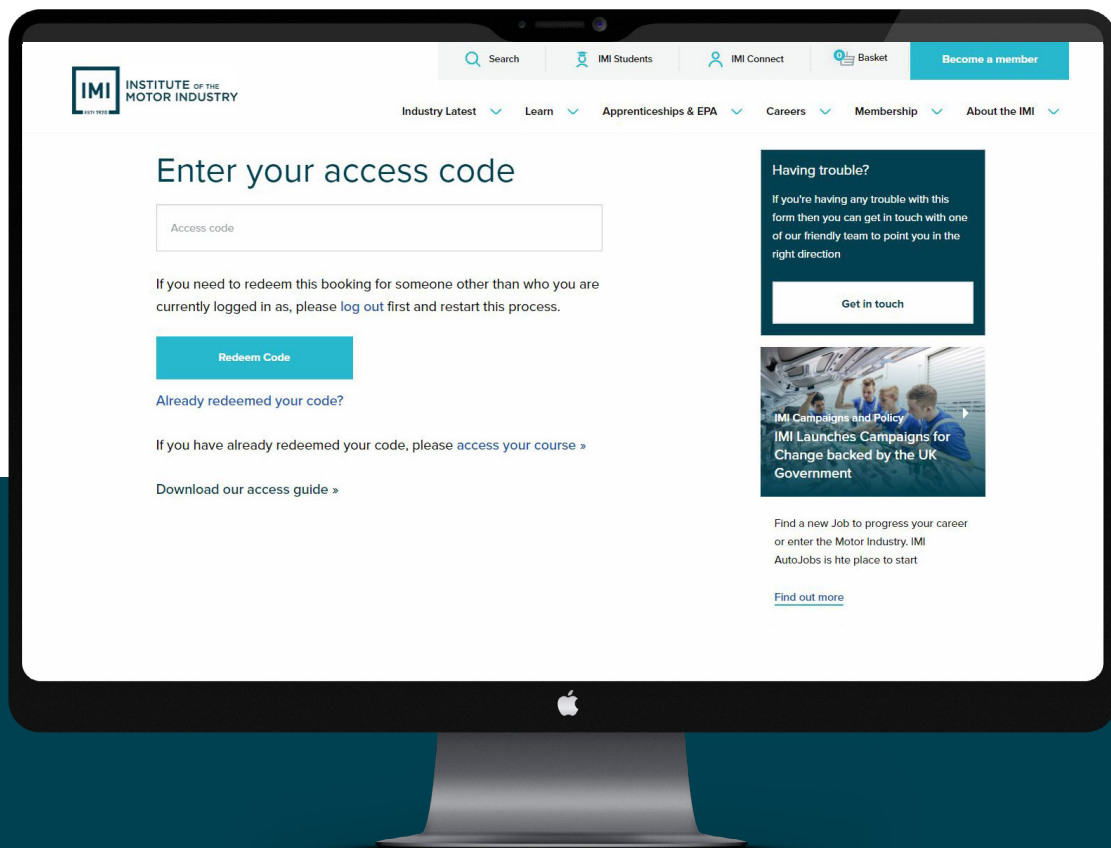 Search
IMI Students
IMI Connect
0
Basket
Become a member
IMI
ESTD 1920
INSTITUTE OF THE
MOTOR INDUSTRY
Industry Latest
Learn
Apprenticeships & EPA
Careers
Membership
About the IMI
Enter your access code
Access code
If you need to redeem this booking for someone other than who you are
currently logged in as, please log out first and restart this process.
Redeem Code
Already redeemed your code?
If you have already redeemed your code, please access your course »
Download our access guide »
Having trouble?
If you're having any trouble with this
form then you can get in touch with one
of our friendly team to point you in the
right direction
Get in touch
IMI Campaigns and Policy
IMI Launches Campaigns for
Change backed by the UK
Government
Find a new Job to progress your career
or enter the Motor Industry. IMI
AutoJobs is hte place to start
Find out more